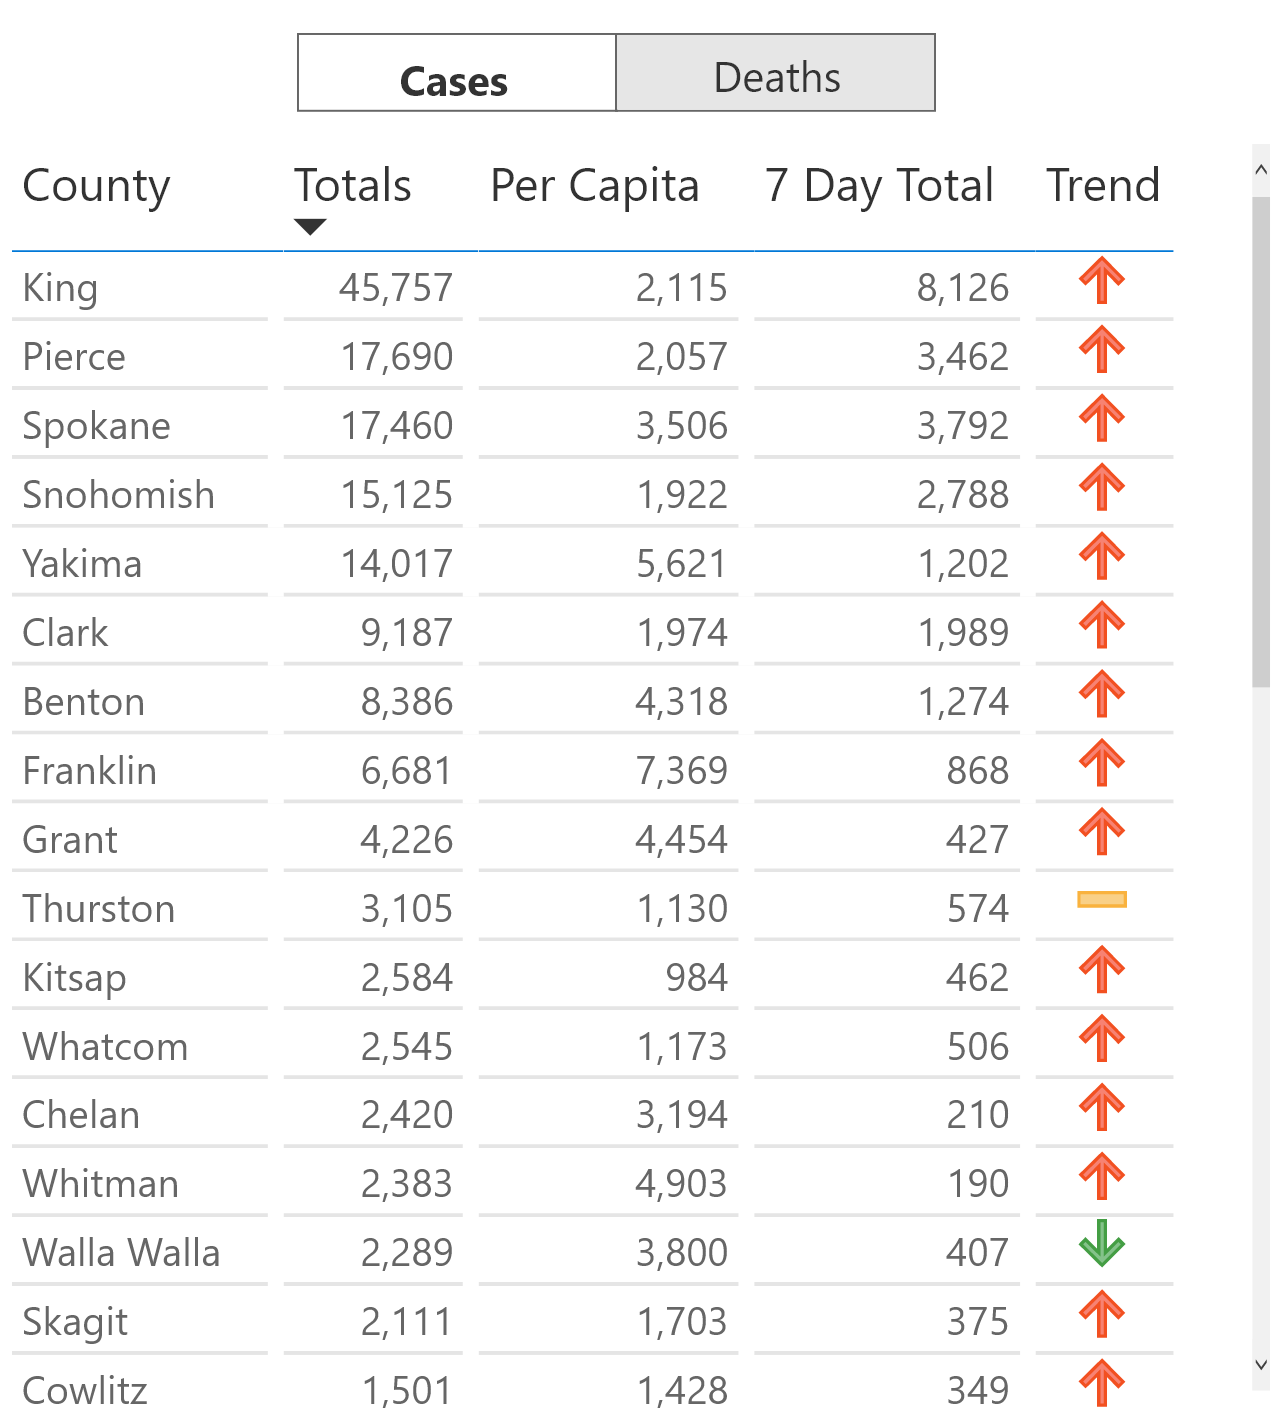 Cases Deaths
County Totals Per Capita 7 Day Total Trend
King 45,757 2,115 8,126
Pierce 17,690 2,057 3,462
Spokane 17,460 3,506 3,792
Snohomish 15,125 1,922 2,788
Yakima 14,017 5,621 1,202
Clark 9,187 1,974 1,989
Benton 8,386 4,318 1,274
Franklin 6,681 7,369 868
Grant 4,226 4,454 427
Thurston 3,105 1,130 574
Kitsap 2,584 984 462
Whatcom 2,545 1,173 506
Chelan 2,420 3,194 210
Whitman 2,383 4,903 190
Walla Walla 2,289 3,800 407
Skagit 2,111 1,703 375
Cowlitz 1,501 1,428 349